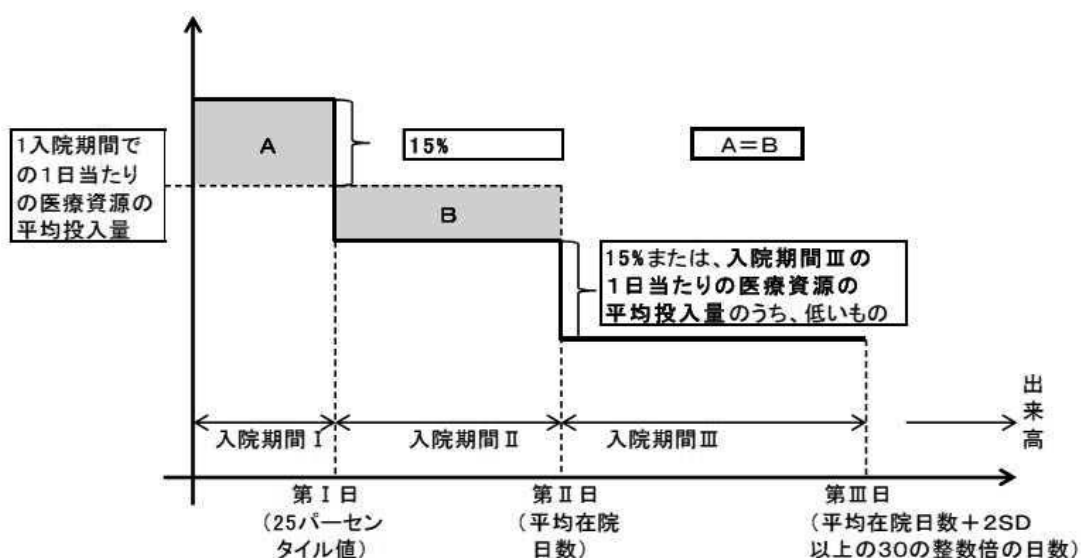 1入院期間で
の1日当たり
の医療資源の
平均投入量
A
15%
A=B
B
15%または、入院期間Ⅲの
1日当たりの医療資源の
平均投入量のうち、低いもの
出来高
入院期間Ⅰ
入院期間Ⅱ
入院期間Ⅲ
第Ⅰ日
(25パーセン
タイル値)
第Ⅱ日
(平均在院
日数)
第Ⅲ日
(平均在院日数+2SD
以上の30の整数倍の日数)